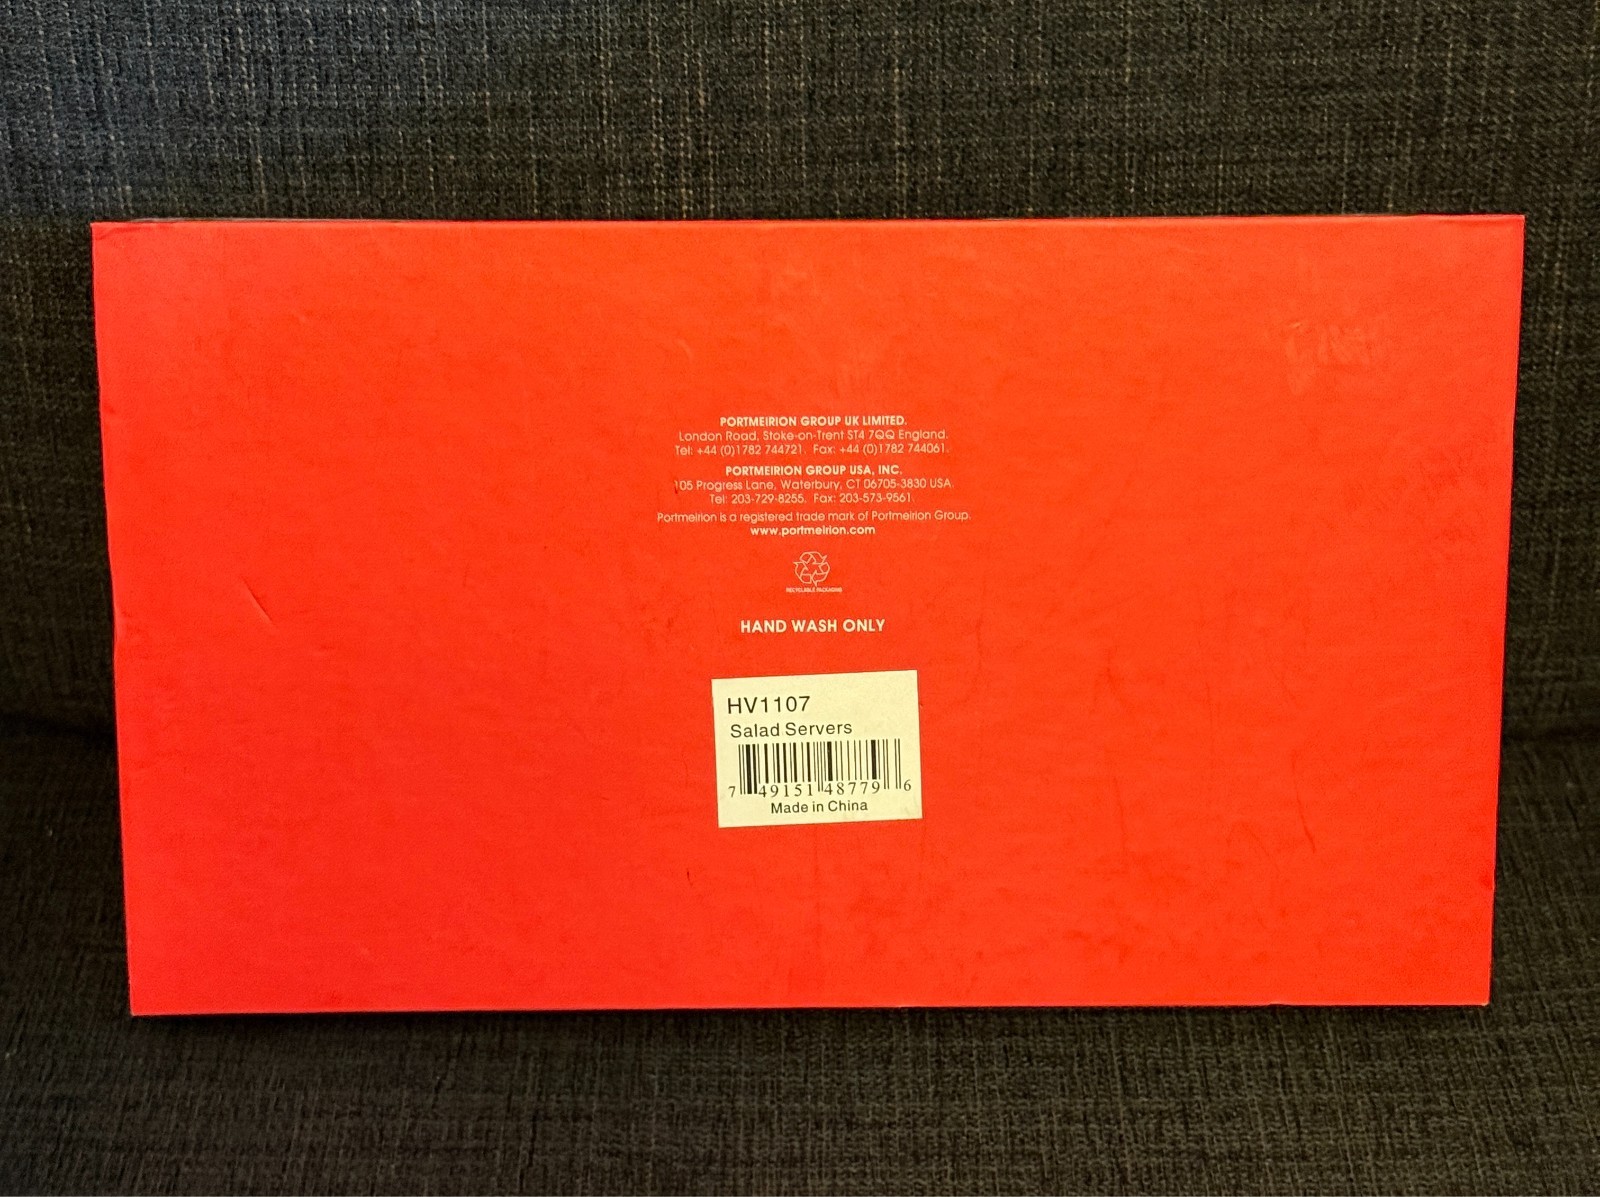 PORTMEIRION GROUP UK LIMITED.
London Road, Stoke-on-Trent ST4 7QQ England.
Tel: +44 (0)1782 744721. Fax: +44 (0)1782 744061.
PORTMEIRION GROUP USA, INC.
105 Progress Lane, Waterbury, CT 06705-3830 USA.
Tel: 203-729-8255. Fax: 203-573-9561.
Portmeirion is a registered trade mark of Portmeirion Group.
www.portmeirion.com
RECYCLABLE PACKAGING
HAND WASH ONLY
HV1107
Salad Servers
7 49151 48779 6
Made in China